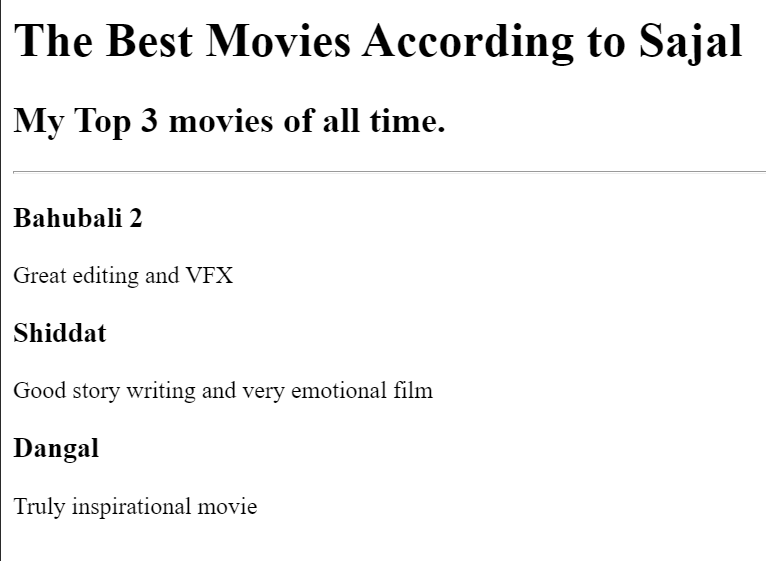 The Best Movies According to Sajal
My Top 3 movies of all time.
Bahubali 2
Great editing and VFX
Shiddat
Good story writing and very emotional film
Dangal
Truly inspirational movie